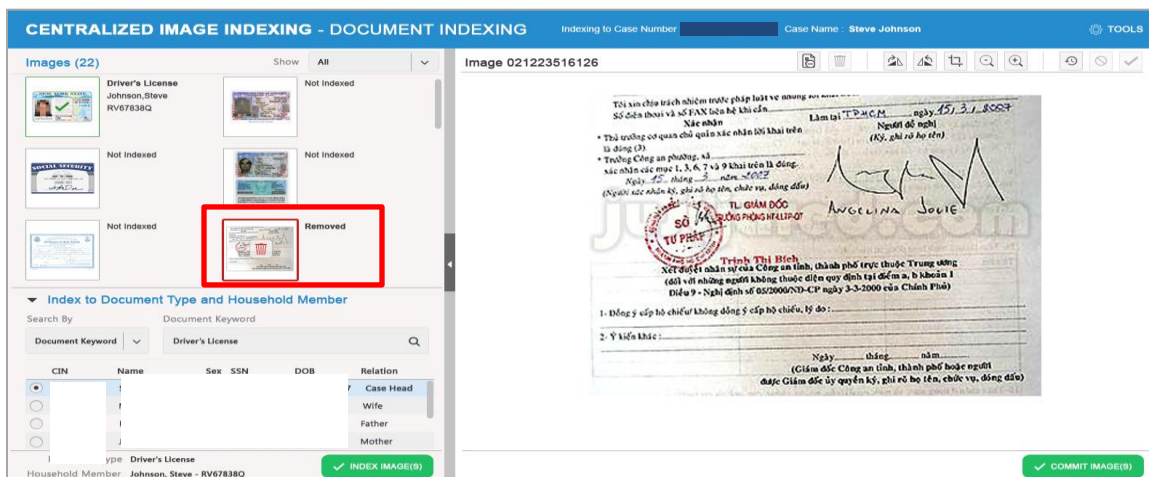 CENTRALIZED IMAGE INDEXING - DOCUMENT INDEXING
Indexing to Case Number
Case Name : Steve Johnson
TOOLS
Images (22)
Show All
Driver's License
Johnson,Steve
RV67838Q
Not Indexed
Not Indexed
SOCIAL SECURITY
Not Indexed
Not Indexed
Removed
Index to Document Type and Household Member
Search By
Document Keyword
Document Keyword
Driver's License
CIN Name Sex SSN DOB Relation
Case Head
Wife
Father
Mother
Driver's License
Household Member Johnson, Steve - RV67838Q
INDEX IMAGE(S)
Image 021223516126
Tôi xin chịu trách nhiệm trước pháp luật về những lời khai trên
Số điện thoại và số FAX liên hệ khi cần
Làm tại TPHCM ngày 15, 3, 2007
Xác nhận
Người đề nghị
(Ký, ghi rõ họ tên)
* Thủ trưởng cơ quan chủ quản xác nhận lời khai trên
là đúng (3).
* Trưởng Công an phường, xã
xác nhận các mục 1, 3, 6, 7 và 9 khai trên là đúng.
Ngày 15 tháng 3 năm 2007
(Người xác nhận ký, ghi rõ họ tên, chức vụ, đóng dấu)
TL. GIÁM ĐỐC
SỞ
TƯ PHÁP
ANGELINA JOLIE
Trịnh Thị Bích
Xét duyệt nhân sự của Công an tỉnh, thành phố trực thuộc Trung ương
(đối với những người không thuộc diện quy định tại điểm a, b khoản 1
Điều 9 - Nghị định số 05/2000/NĐ-CP ngày 3-3-2000 của Chính Phủ)
1- Đồng ý cấp hộ chiếu/ không đồng ý cấp hộ chiếu, lý do :
2- Ý kiến khác :
Ngày tháng năm
(Giám đốc Công an tỉnh, thành phố hoặc người
được Giám đốc ủy quyền ký, ghi rõ họ tên, chức vụ, đóng dấu)
COMMIT IMAGE(S)